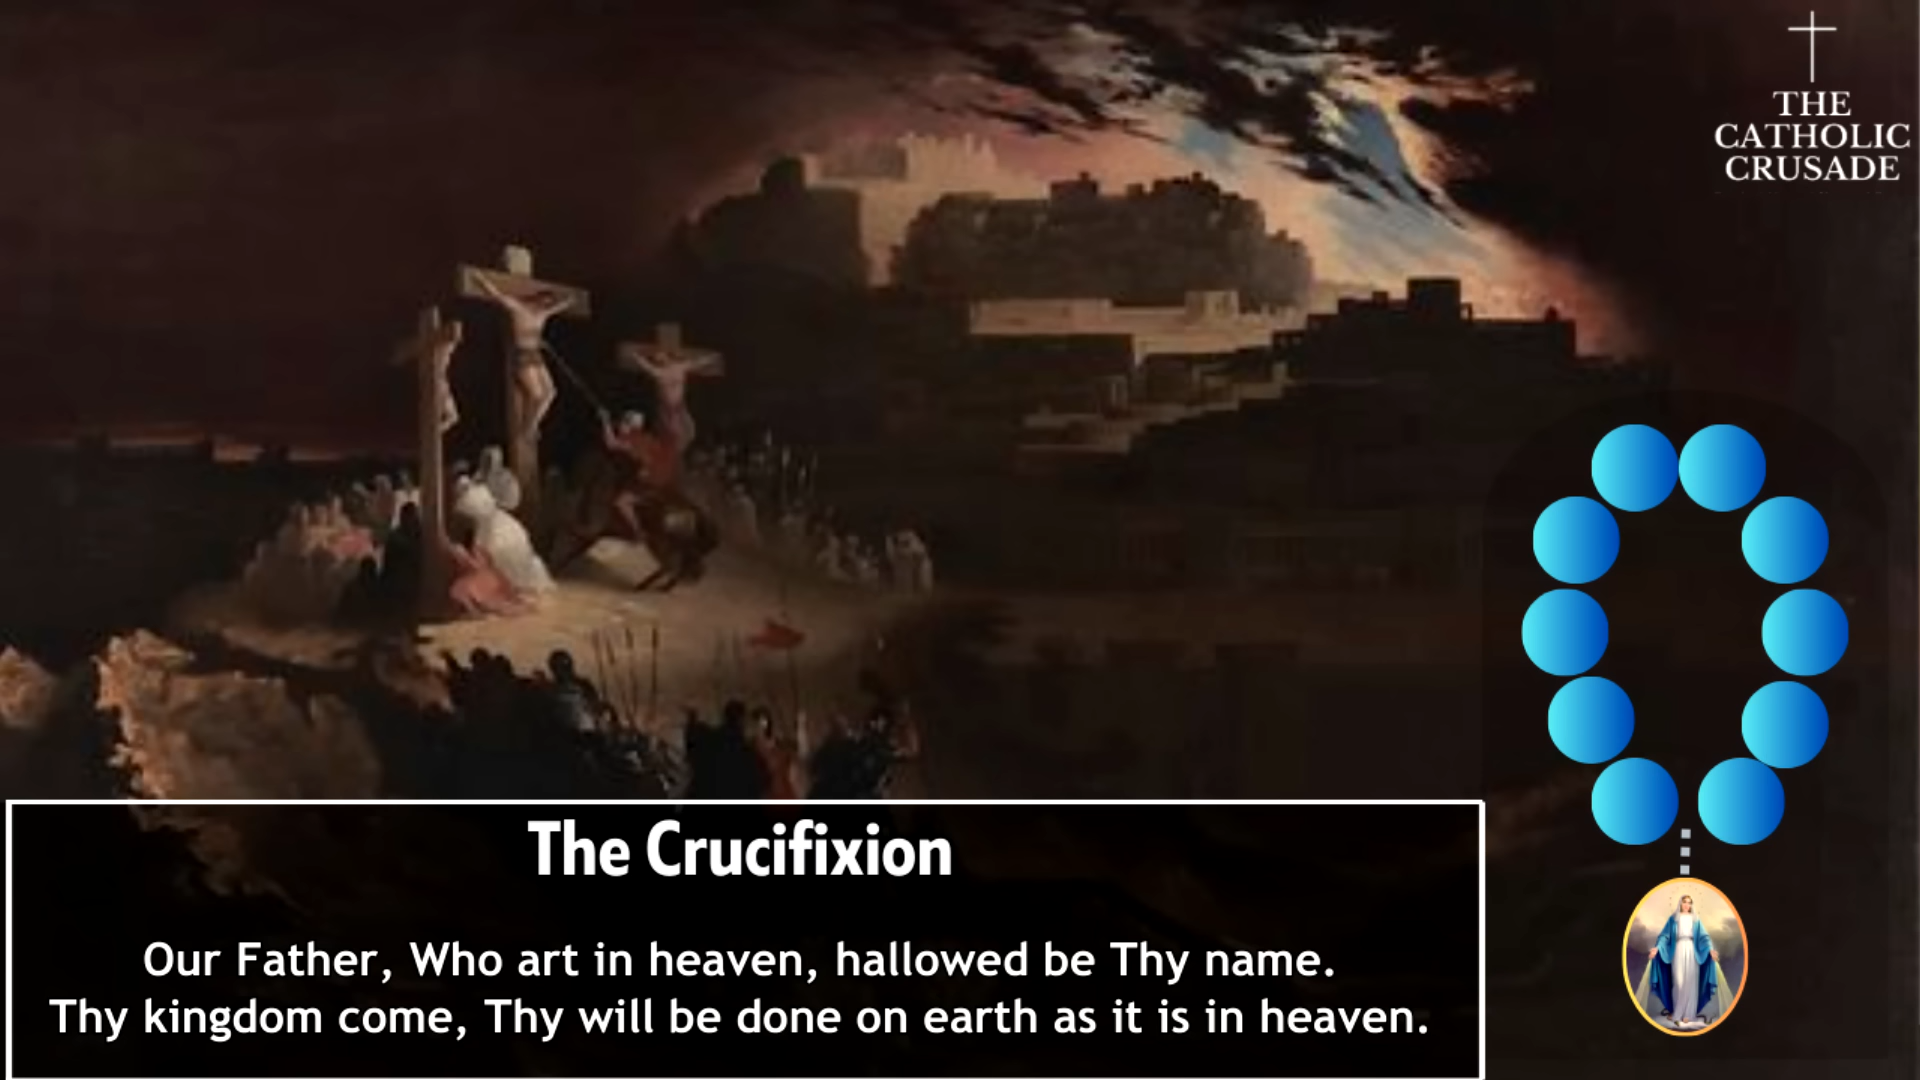 THE
CATHOLIC
CRUSADE
The Crucifixion
Our Father, Who art in heaven, hallowed be Thy name.
Thy kingdom come, Thy will be done on earth as it is in heaven.